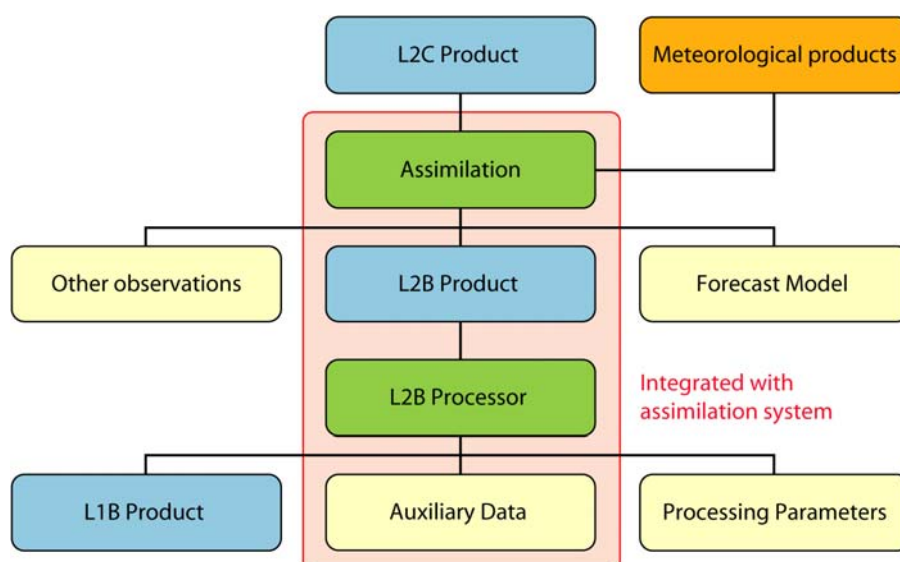 L2C Product
Meteorological products
Assimilation
Other observations
L2B Product
Forecast Model
L2B Processor
Integrated with
assimilation system
L1B Product
Auxiliary Data
Processing Parameters